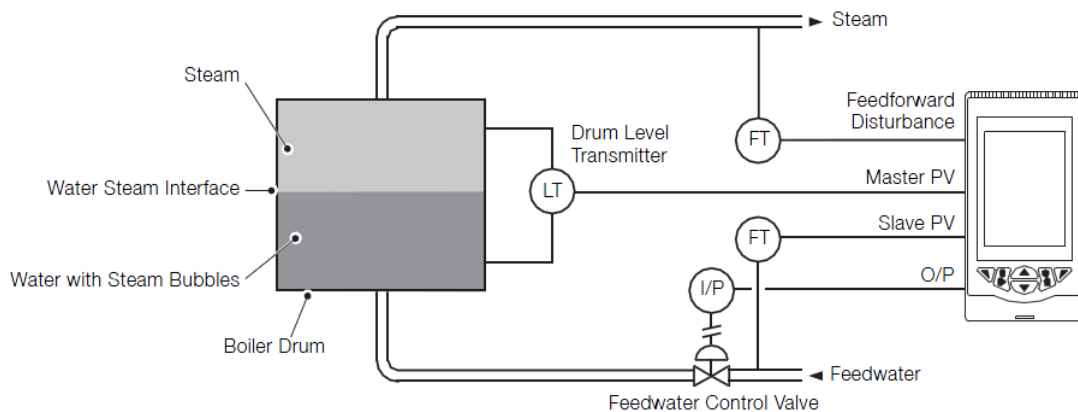 Steam
Steam
Feedforward
Disturbance
FT
Drum Level
Transmitter
Water Steam Interface
LT
Master PV
Slave PV
FT
Water with Steam Bubbles
I/P
O/P
Boiler Drum
Feedwater
Feedwater Control Valve